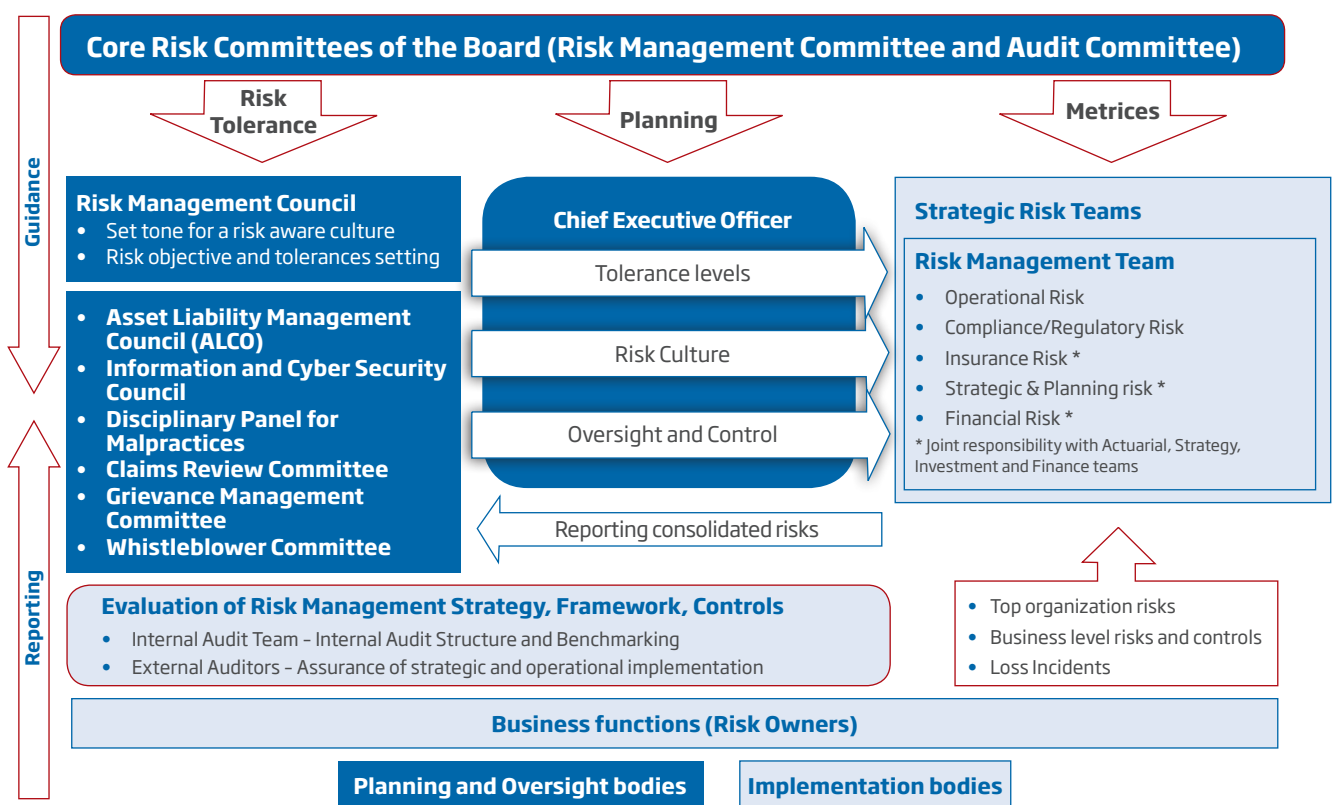 Core Risk Committees of the Board (Risk Management Committee and Audit Committee)
Risk
Tolerance
Planning
Metrices
Guidance
Risk Management Council
• Set tone for a risk aware culture
• Risk objective and tolerances setting
• Asset Liability Management
Council (ALCO)
• Information and Cyber Security
Council
• Disciplinary Panel for
Malpractices
• Claims Review Committee
• Grievance Management
Committee
• Whistleblower Committee
Chief Executive Officer
Tolerance levels
Risk Culture
Oversight and Control
Reporting consolidated risks
Strategic Risk Teams
Risk Management Team
• Operational Risk
• Compliance/Regulatory Risk
• Insurance Risk *
• Strategic & Planning risk *
• Financial Risk *
* Joint responsibility with Actuarial, Strategy,
Investment and Finance teams
Reporting
Evaluation of Risk Management Strategy, Framework, Controls
• Internal Audit Team – Internal Audit Structure and Benchmarking
• External Auditors – Assurance of strategic and operational implementation
• Top organization risks
• Business level risks and controls
• Loss Incidents
Business functions (Risk Owners)
Planning and Oversight bodies
Implementation bodies